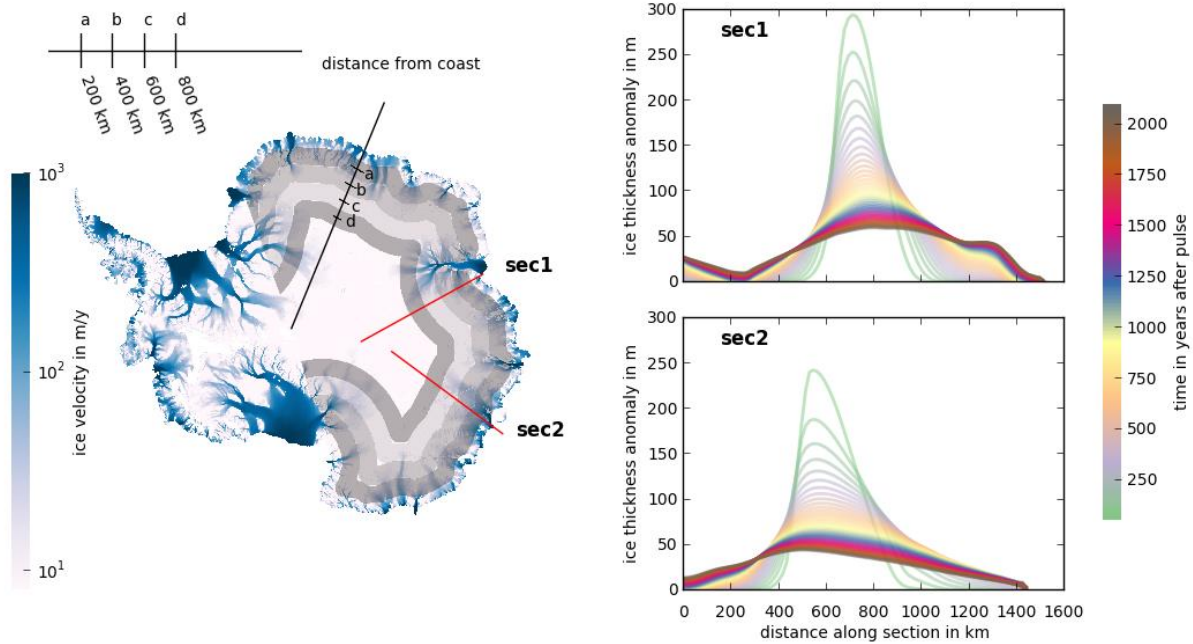 a b c d
200 km
400 km
600 km
800 km
distance from coast
a
b
c
d
sec1
sec2
10³
10²
10¹
ice velocity in m/y
sec1
300
250
200
150
100
50
0
ice thickness anomaly in m
sec2
300
250
200
150
100
50
0
ice thickness anomaly in m
0 200 400 600 800 1000 1200 1400 1600
distance along section in km
2000
1750
1500
1250
1000
750
500
250
time in years after pulse